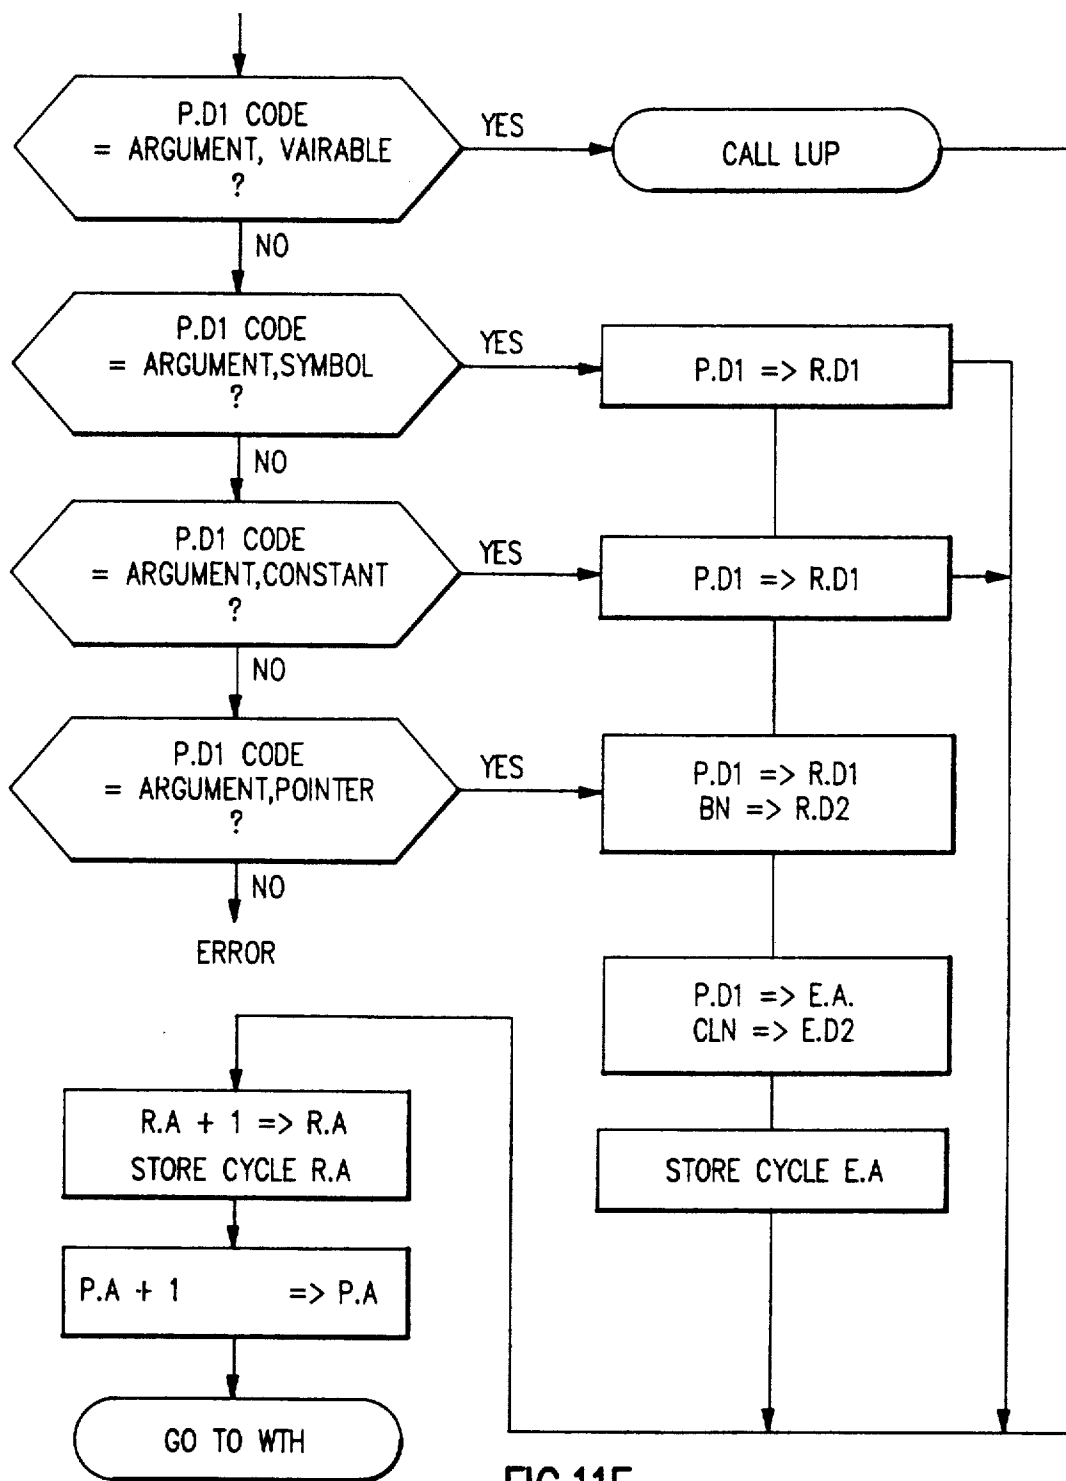 P.D1 CODE
= ARGUMENT, VAIRABLE
?
YES
CALL LUP
NO
P.D1 CODE
= ARGUMENT,SYMBOL
?
YES
P.D1 => R.D1
NO
P.D1 CODE
= ARGUMENT,CONSTANT
?
YES
P.D1 => R.D1
NO
P.D1 CODE
= ARGUMENT,POINTER
?
YES
P.D1 => R.D1
BN => R.D2
NO
ERROR
P.D1 => E.A.
CLN => E.D2
STORE CYCLE E.A
R.A + 1 => R.A
STORE CYCLE R.A
P.A + 1 => P.A
GO TO WTH